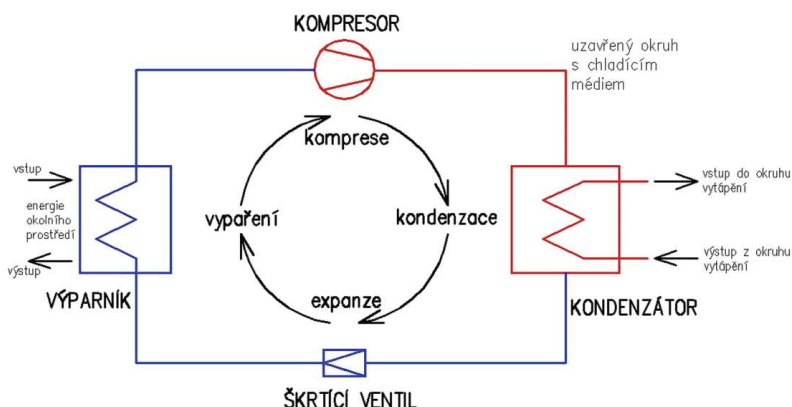 KOMPRESOR
uzavřený okruh
s chladícím
médiem
komprese
vstup
energie
okolního
prostředí
výstup
vypaření
kondenzace
vstup do okruhu
vytápění
výstup z okruhu
vytápění
VÝPARNÍK
expanze
KONDENZÁTOR
ŠKRTÍCÍ VENTIL